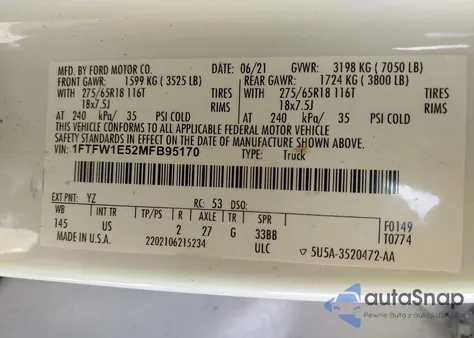 MFD. BY FORD MOTOR CO. 06/21 GVWR: 3198 KG ( 7050 LB)
FRONT GAWR: 1599 KG ( 3525 LB) REAR GAWR: 1724 KG ( 3800 LB)
WITH 275/65R18 116T TIRES WITH 275/65R18 116T TIRES
18x7.5J RIMS 18x7.5J RIMS
AT 240 kPa/ 35 PSI COLD AT 240 kPa/ 35 PSI COLD
THIS VEHICLE CONFORMS TO ALL APPLICABLE FEDERAL MOTOR VEHICLE
SAFETY STANDARDS IN EFFECT ON THE DATE OF MANUFACTURE SHOWN ABOVE.
VIN: 1FTFW1E52MFB95170 TYPE: Truck
EXT PNT: YZ RC: 53 DSO:
WB INT TR TP/PS R AXLE TR SPR F0149
145 US 2 27 G 33BB T0774
MADE IN U.S.A. 2202106215234 ULC ▽ 5U5A-3520472-AA
autoSnap
Pewne Auta z USA i EU